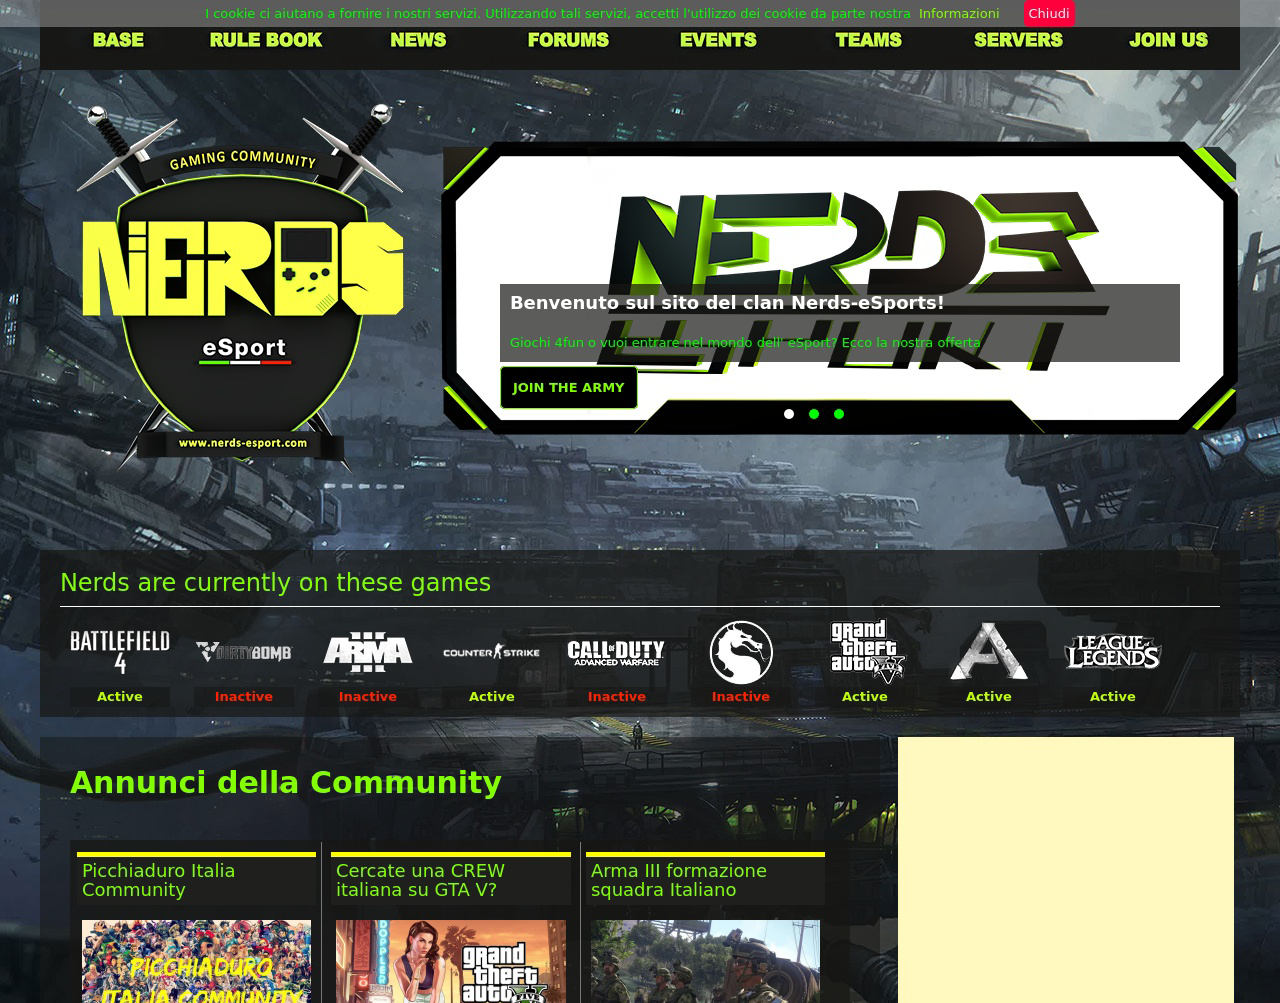 I cookie ci aiutano a fornire i nostri servizi. Utilizzando tali servizi, accetti l'utilizzo dei cookie da parte nostra Informazioni Chiudi
BASE RULE BOOK NEWS FORUMS EVENTS TEAMS SERVERS JOIN US
GAMING COMMUNITY
NERDS
eSport
www.nerds-esport.com
NERDS
ESPORT
Benvenuto sul sito del clan Nerds-eSports!
Giochi 4fun o vuoi entrare nel mondo dell' eSport? Ecco la nostra offerta
JOIN THE ARMY
Nerds are currently on these games
BATTLEFIELD 4
DIRTYBOMB
ARMA III
COUNTER STRIKE
CALL OF DUTY
ADVANCED WARFARE
grand theft auto V
A
LEAGUE of LEGENDS
Active Inactive Inactive Active Inactive Inactive Active Active Active
Annunci della Community
Picchiaduro Italia
Community
Cercate una CREW
italiana su GTA V?
Arma III formazione
squadra Italiano
PICCHIADURO
ITALIA COMMUNITY
grand
theft
auto
V